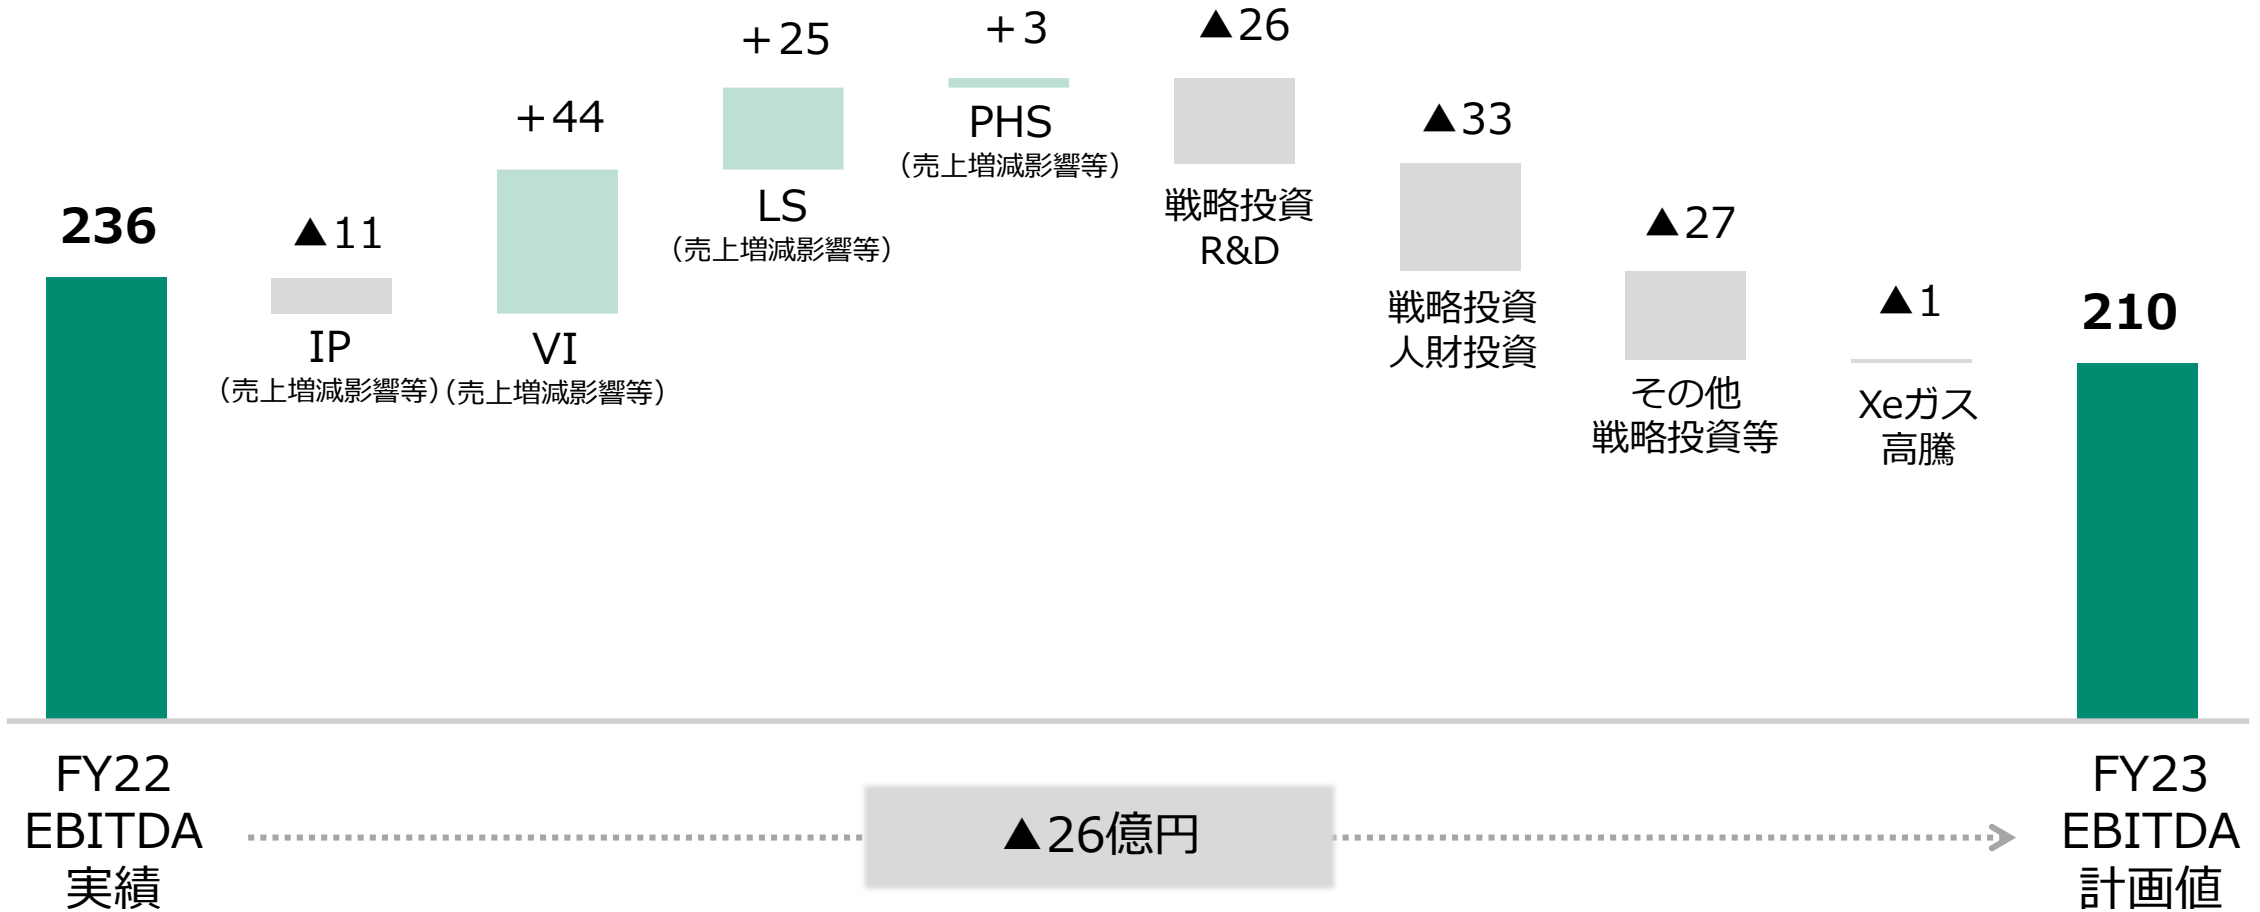 236
FY22
EBITDA
実績
▲11
IP
（売上増減影響等）
＋44
VI
（売上増減影響等）
＋25
LS
（売上増減影響等）
＋3
PHS
（売上増減影響等）
▲26
戦略投資
R&D
▲33
戦略投資
人財投資
▲27
その他
戦略投資等
▲1
Xeガス
高騰
210
FY23
EBITDA
計画値
▲26億円